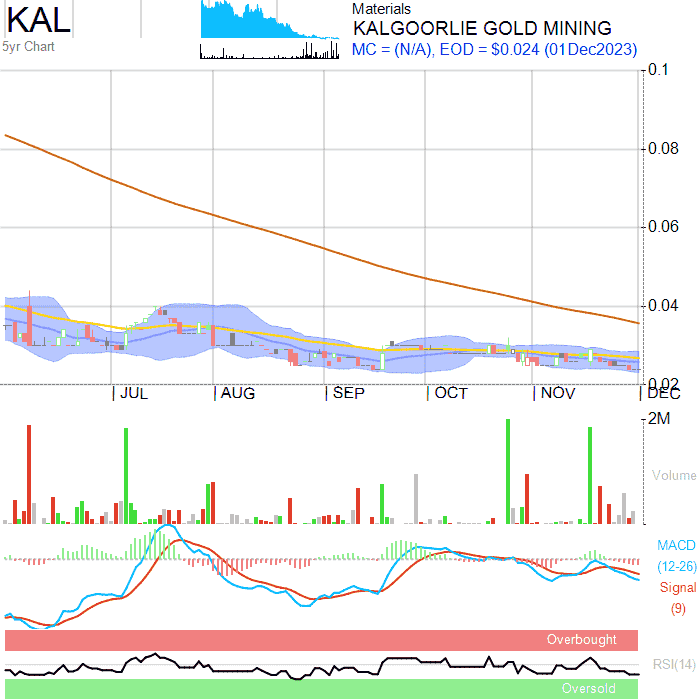 KAL
5yr Chart
Materials
KALGOORLIE GOLD MINING
MC = (N/A), EOD = $0.024 (01Dec2023)
0.1
0.08
0.06
0.04
0.02
JUL
AUG
SEP
OCT
NOV
DEC
2M
Volume
MACD
(12-26)
Signal
(9)
Overbought
RSI(14)
Oversold